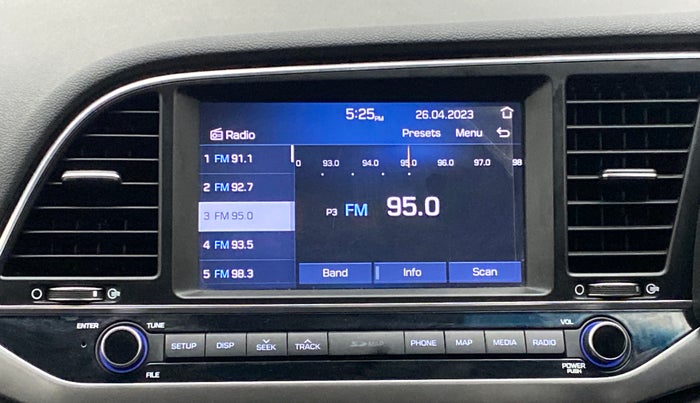 5:25PM 26.04.2023
Radio Presets Menu
1 FM 91.1
2 FM 92.7
3 FM 95.0
4 FM 93.5
5 FM 98.3
0 93.0 94.0 95.0 96.0 97.0 98
P3 FM 95.0
Band Info Scan
ENTER TUNE VOL
SETUP DISP SEEK TRACK SD MAP PHONE MAP MEDIA RADIO
FILE POWER
PUSH